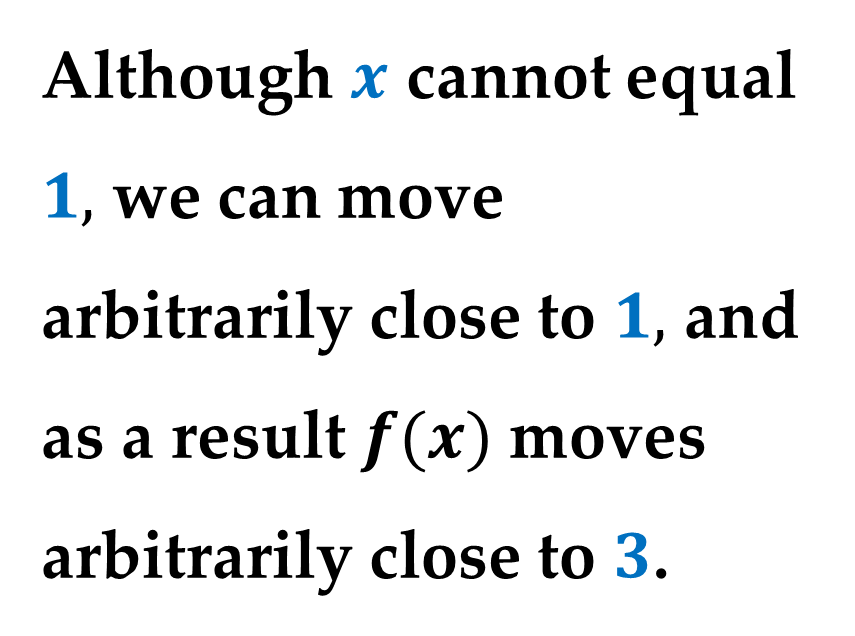 Although x cannot equal
1, we can move
arbitrarily close to 1, and
as a result f(x) moves
arbitrarily close to 3.